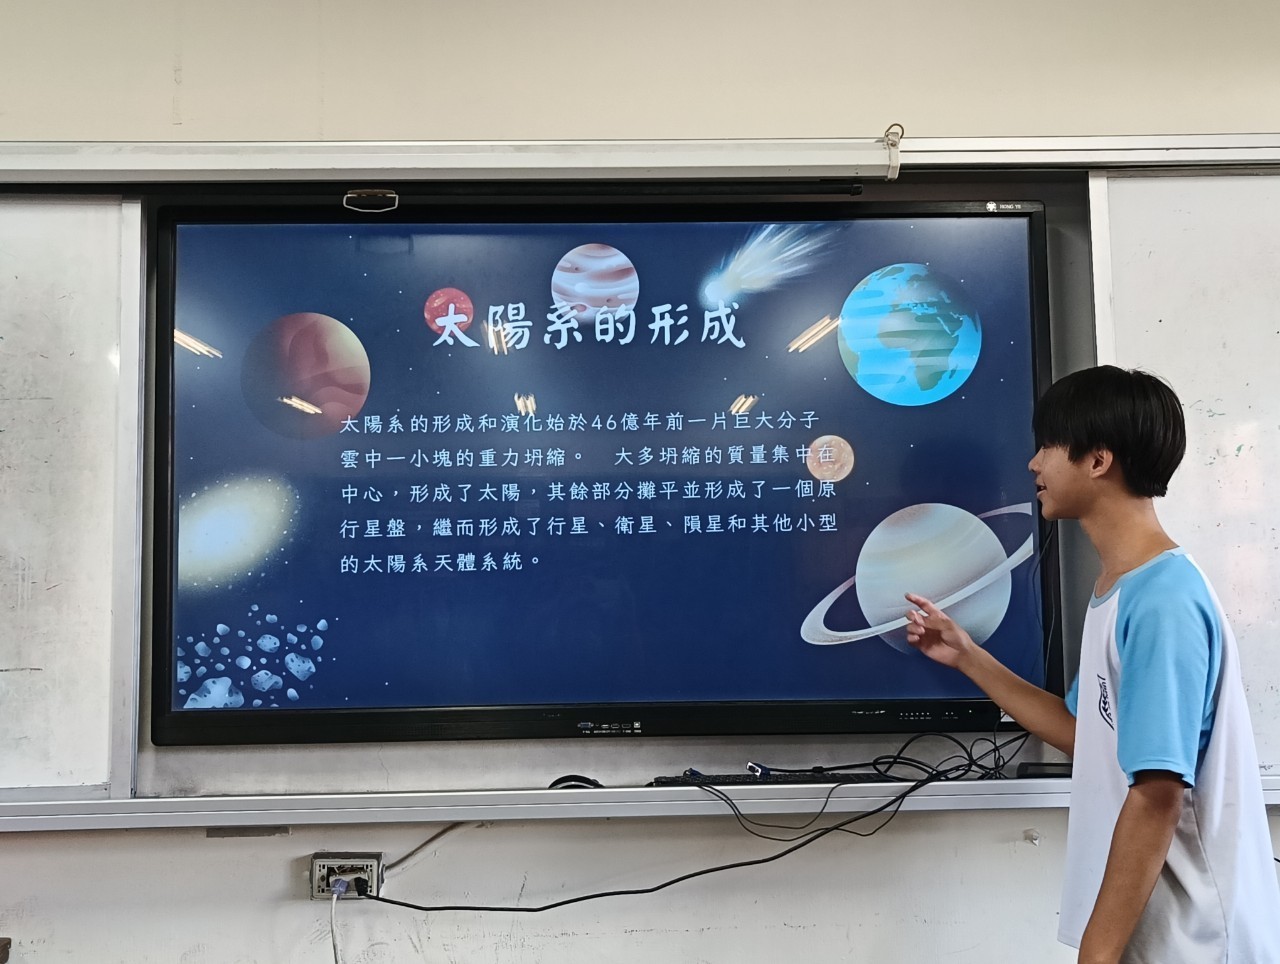 HONG YE
太陽系的形成
太陽系的形成和演化始於46億年前一片巨大分子
雲中一小塊的重力坍縮。 大多坍縮的質量集中在
中心，形成了太陽，其餘部分攤平並形成了一個原
行星盤，繼而形成了行星、衛星、隕星和其他小型
的太陽系天體系統。